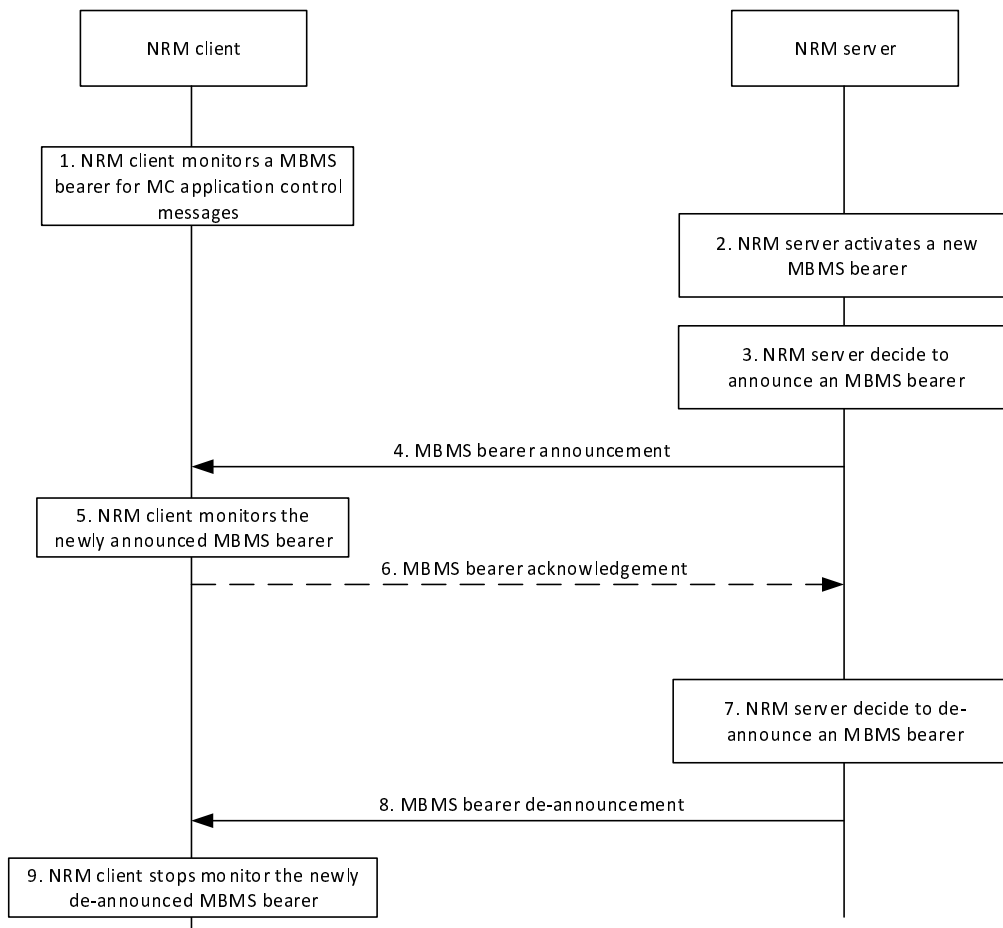 NRM client
NRM server
1. NRM client monitors a MBMS
bearer for MC application control
messages
2. NRM server activates a new
MBMS bearer
3. NRM server decide to
announce an MBMS bearer
4. MBMS bearer announcement
5. NRM client monitors the
newly announced MBMS bearer
6. MBMS bearer acknowledgement
7. NRM server decide to de-
announce an MBMS bearer
8. MBMS bearer de-announcement
9. NRM client stops monitor the newly
de-announced MBMS bearer